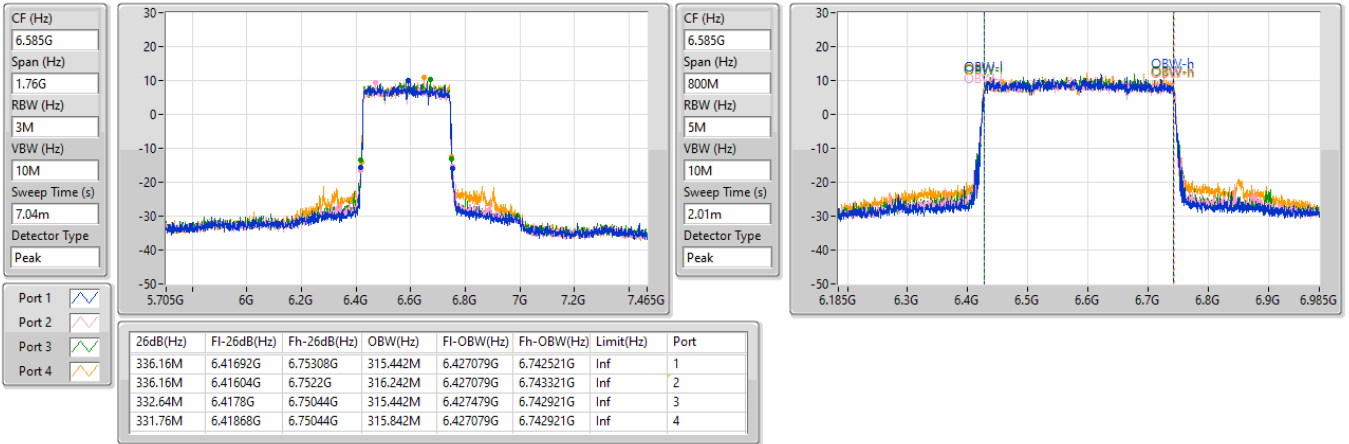 CF (Hz)
6.585G
Span (Hz)
1.76G
RBW (Hz)
3M
VBW (Hz)
10M
Sweep Time (s)
7.04m
Detector Type
Peak
30
20
10
0
-10
-20
-30
-40
-50
5.705G 6G 6.2G 6.4G 6.6G 6.8G 7G 7.2G 7.465G
CF (Hz)
6.585G
Span (Hz)
800M
RBW (Hz)
5M
VBW (Hz)
10M
Sweep Time (s)
2.01m
Detector Type
Peak
30
20
10
0
-10
-20
-30
-40
-50
OBW-l OBW-h
OBW-h
6.185G 6.3G 6.4G 6.5G 6.6G 6.7G 6.8G 6.9G 6.985G
Port 1
Port 2
Port 3
Port 4
26dB(Hz) Fl-26dB(Hz) Fh-26dB(Hz) OBW(Hz) Fl-OBW(Hz) Fh-OBW(Hz) Limit(Hz) Port
336.16M 6.41692G 6.75308G 315.442M 6.427079G 6.742521G Inf 1
336.16M 6.41604G 6.7522G 316.242M 6.427079G 6.743321G Inf 2
332.64M 6.4178G 6.75044G 315.442M 6.427479G 6.742921G Inf 3
331.76M 6.41868G 6.75044G 315.842M 6.427079G 6.742921G Inf 4